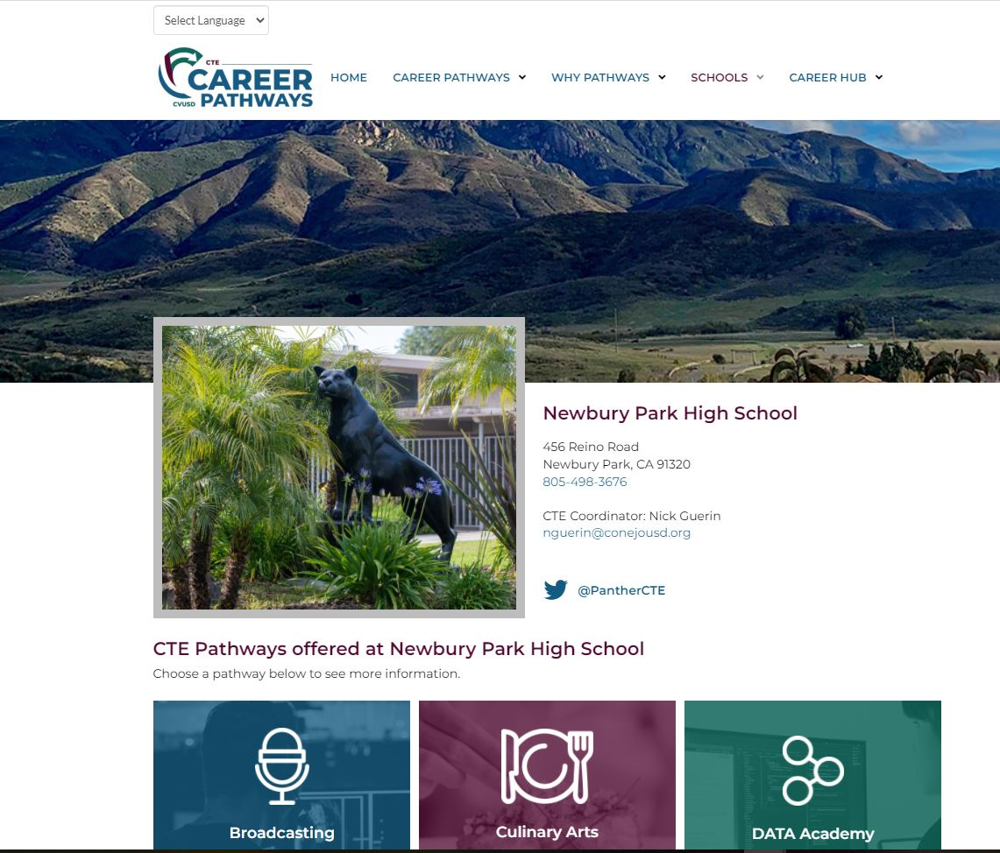 Select Language
CTE
CAREER
PATHWAYS
CVUSD
HOME
CAREER PATHWAYS
WHY PATHWAYS
SCHOOLS
CAREER HUB
Newbury Park High School
456 Reino Road
Newbury Park, CA 91320
805-498-3676
CTE Coordinator: Nick Guerin
nguerin@conejousd.org
@PantherCTE
CTE Pathways offered at Newbury Park High School
Choose a pathway below to see more information.
Broadcasting
Culinary Arts
DATA Academy